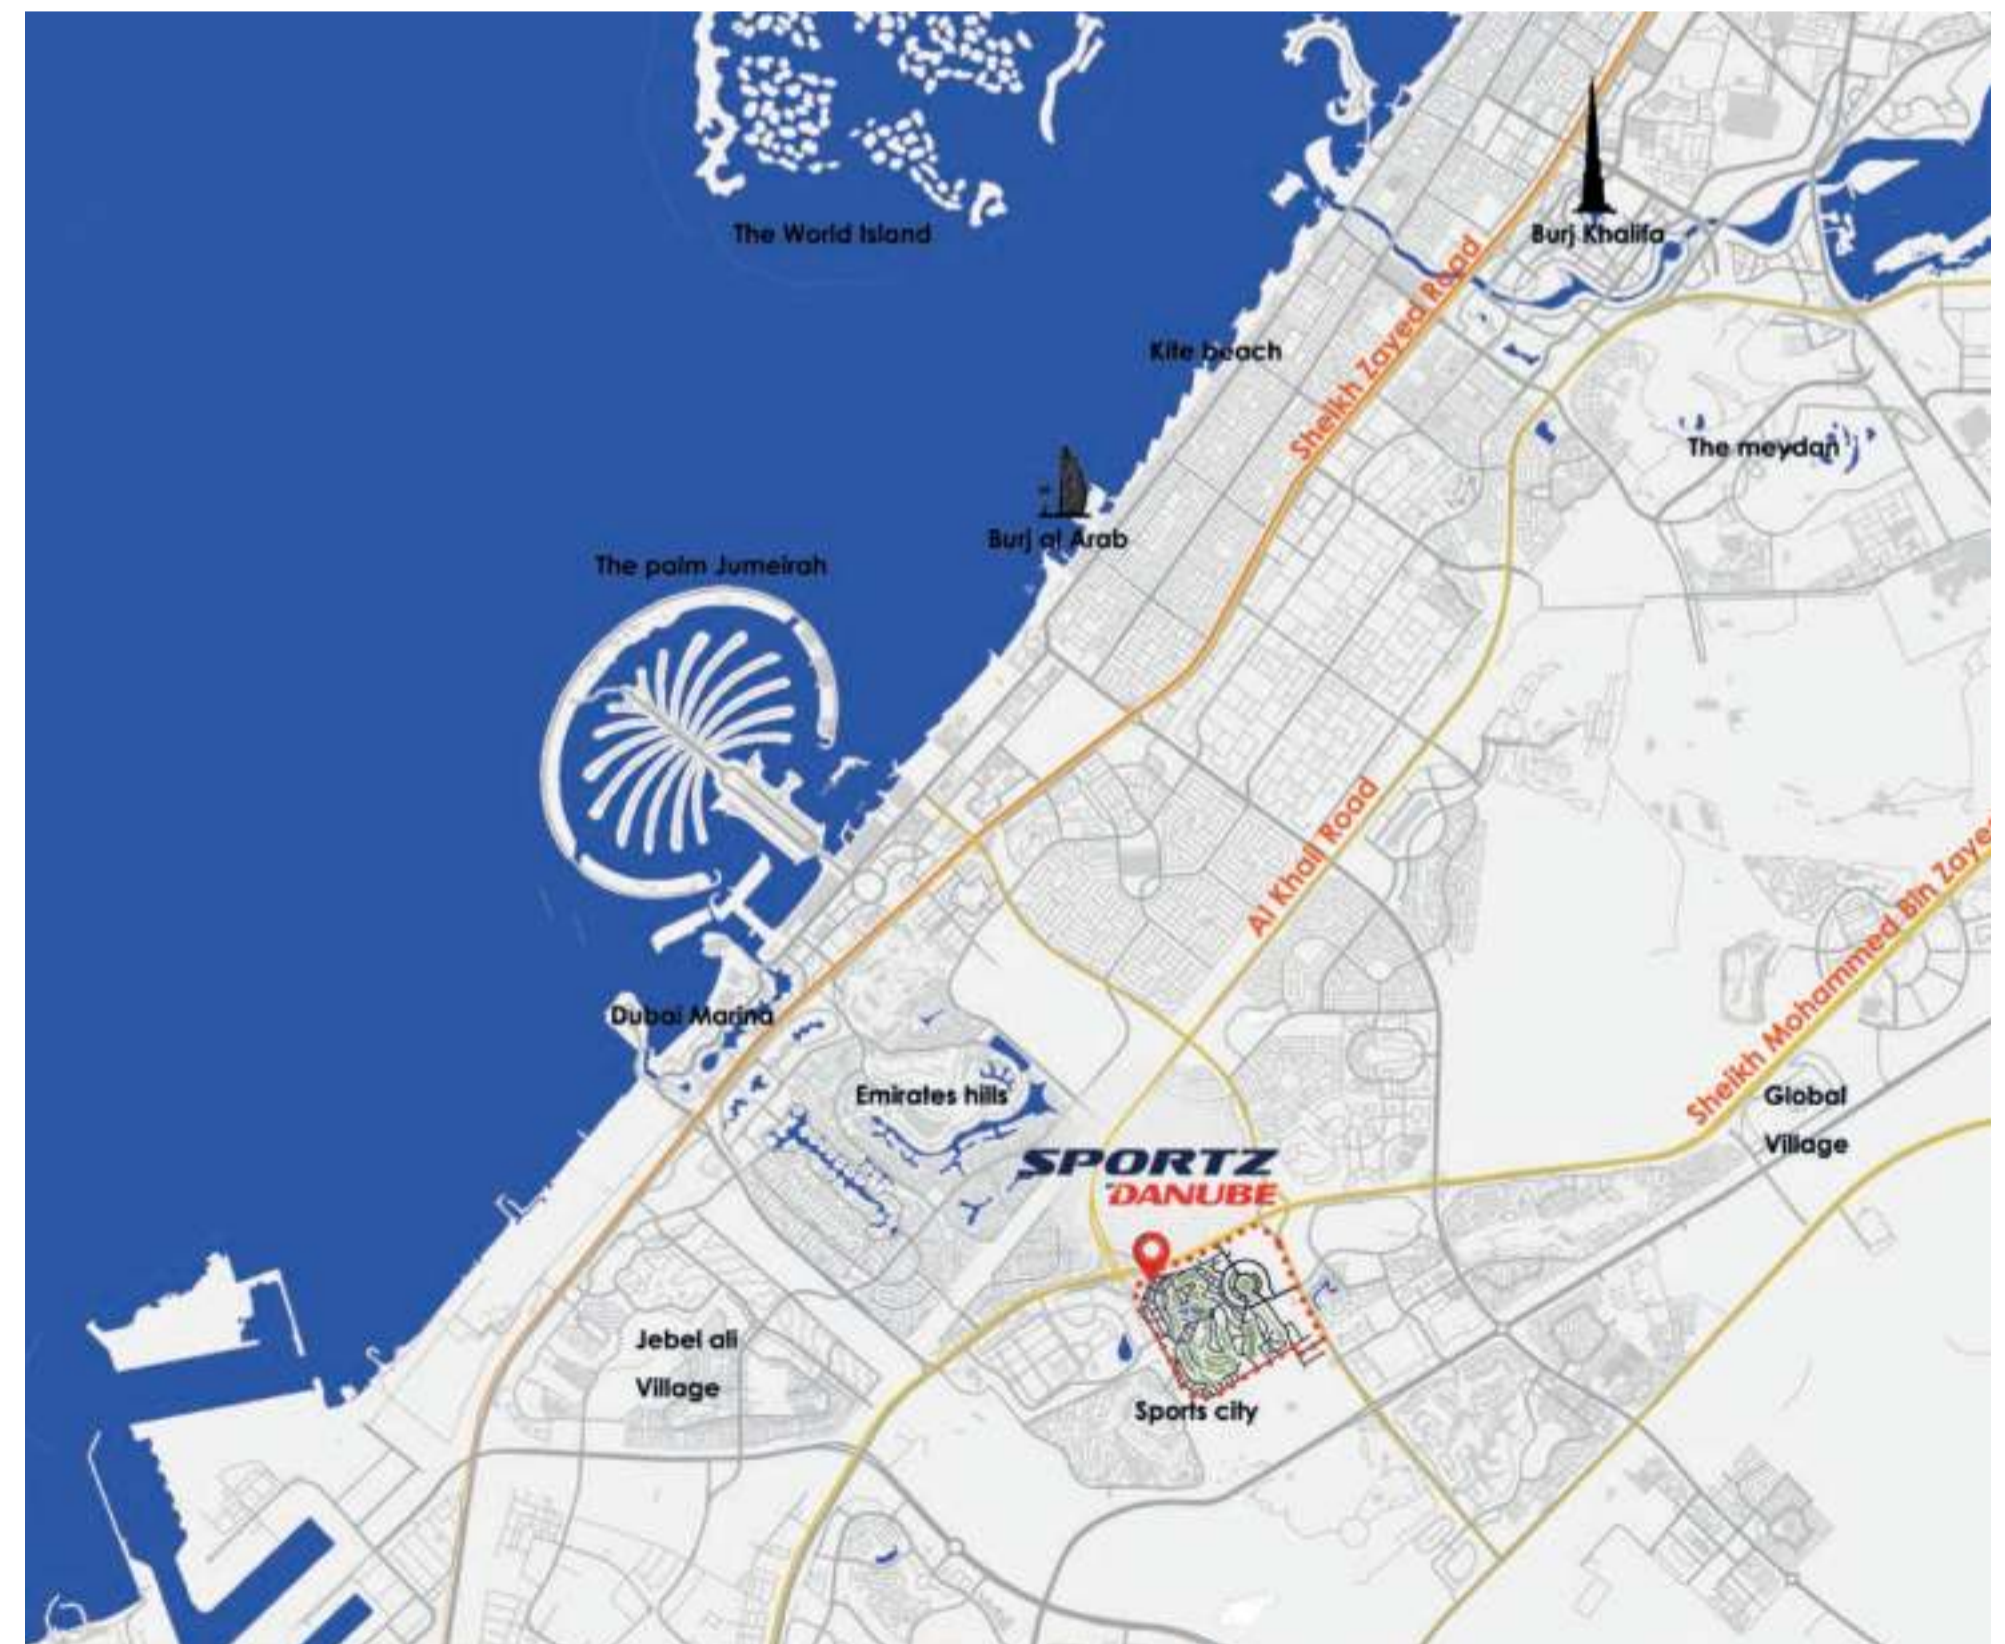 The World Island
Burj Khalifa
Sheikh Zayed Road
Kite beach
The meydan
Burj al Arab
The palm Jumeirah
Al Khail Road
Sheikh Mohammed Bin Zayed
Dubai Marina
Emirates hills
Global
Village
SPORTZ
BY DANUBE
Jebel ali
Village
Sports city